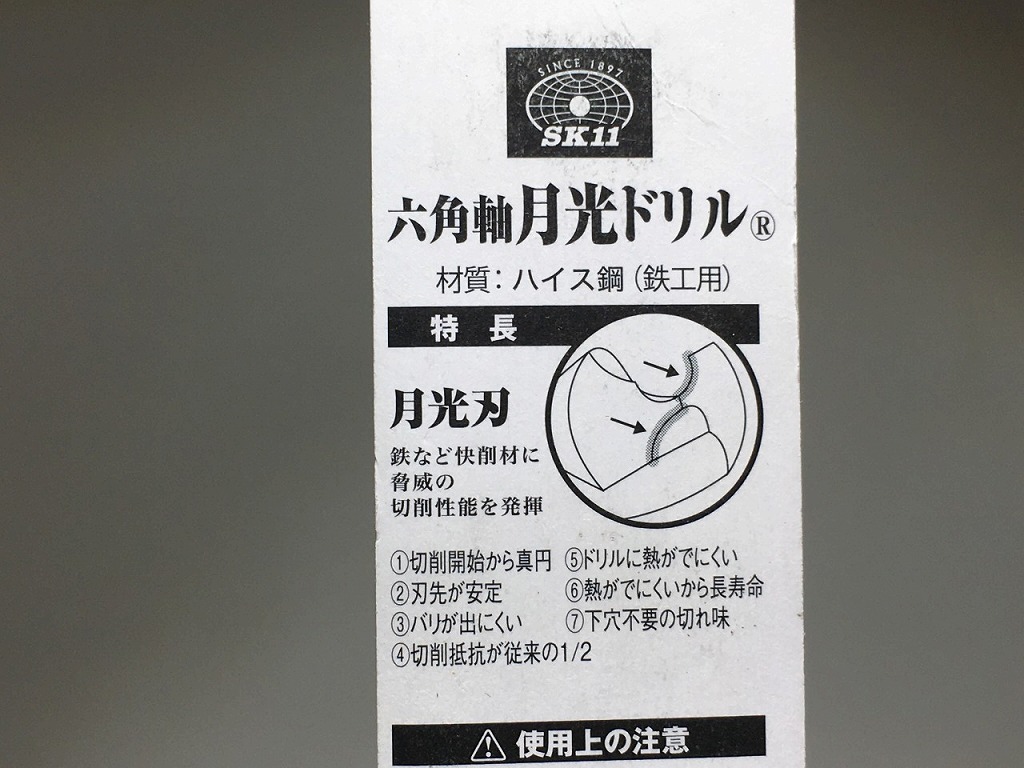 SINCE 1897
SK11
六角軸月光ドリル®
材質：ハイス鋼（鉄工用）
特 長
月光刃
鉄など快削材に
脅威の
切削性能を発揮
①切削開始から真円
②刃先が安定
③バリが出にくい
④切削抵抗が従来の1/2
⑤ドリルに熱がでにくい
⑥熱がでにくいから長寿命
⑦下穴不要の切れ味
⚠使用上の注意